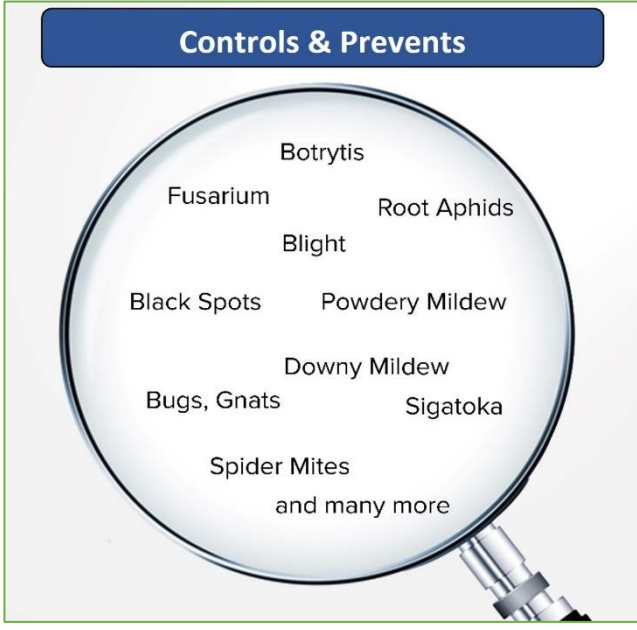 Controls & Prevents
Botrytis
Fusarium
Root Aphids
Blight
Black Spots
Powdery Mildew
Downy Mildew
Bugs, Gnats
Sigatoka
Spider Mites
and many more